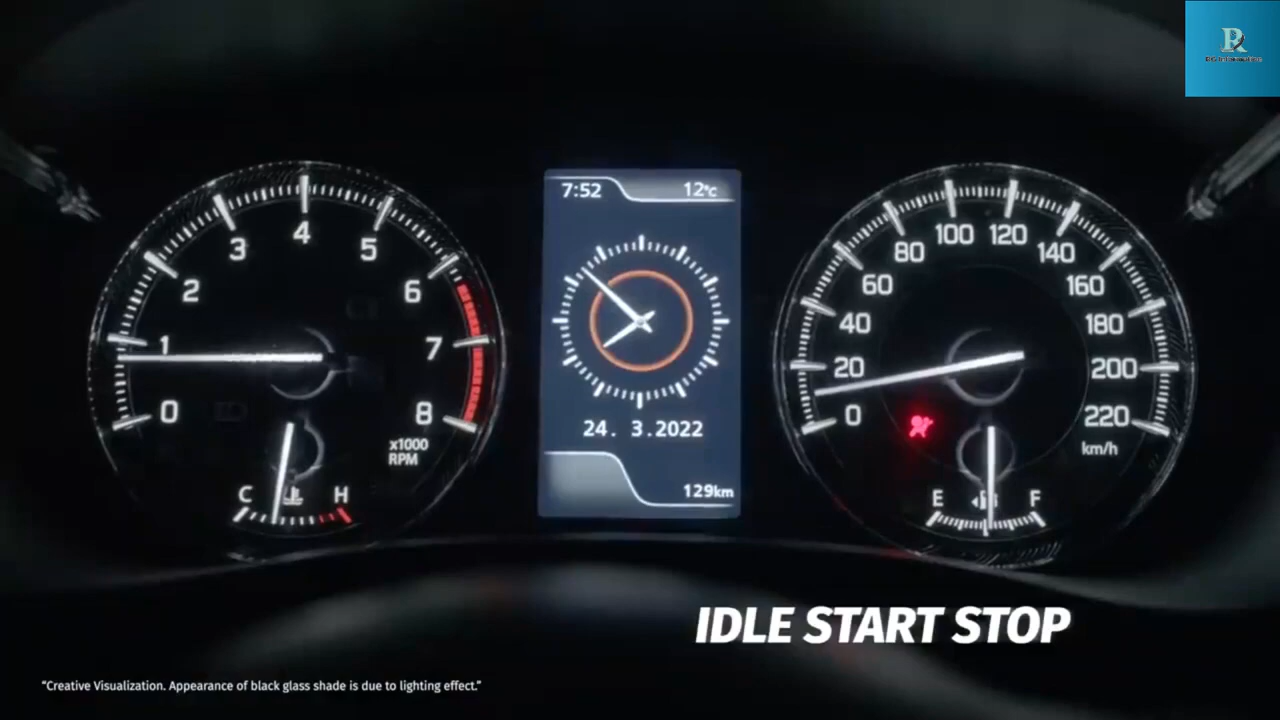 7:52 12°c
0
1
2
3
4
5
6
7
8
x1000
RPM
C H
24. 3.2022
129km
0
20
40
60
80
100
120
140
160
180
200
220
km/h
E F
IDLE START STOP
"Creative Visualization. Appearance of black glass shade is due to lighting effect."